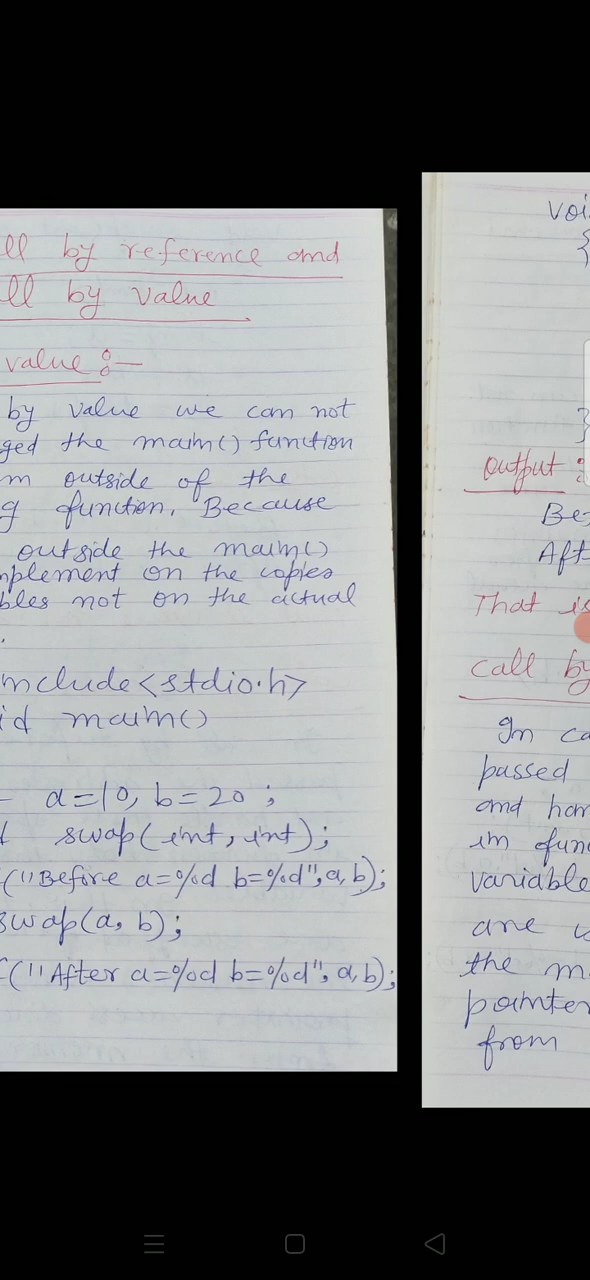 ll by reference and
ll by value
value :-
by value we can not
ged the main() function
m outside of the
g function. Because
outside the main()
mplement on the copies
bles not on the actual
.
nclude<stdio.h>
id main()
a=10, b=20 ;
swap(int, int);
("Before a=%d b=%d", a, b);
swap(a, b);
f("After a=%d b=%d", a, b);
voi
{
}
output :
Be
Aft
That is
call by
In ca
passed
and han
in func
variable
are u
the m
pointer
from